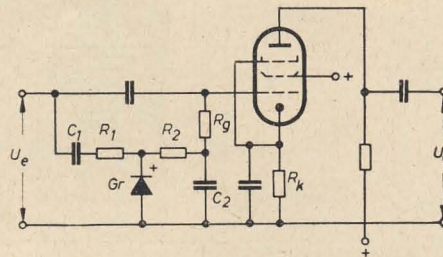 C1
R1
R2
Rg
+
Ue
+
Gr
C2
Rk
U
+